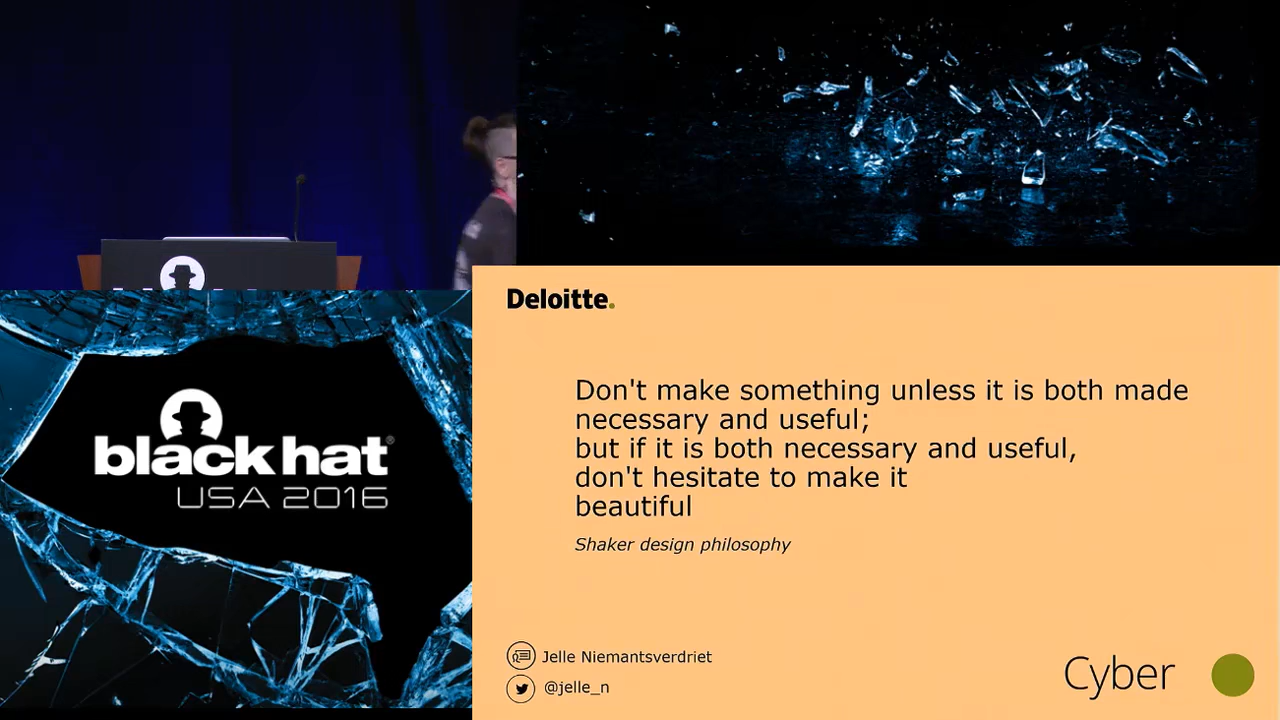 Deloitte.
Don't make something unless it is both made
necessary and useful;
but if it is both necessary and useful,
don't hesitate to make it
beautiful
Shaker design philosophy
Jelle Niemantsverdriet
@jelle_n
Cyber
black hat®
USA 2016